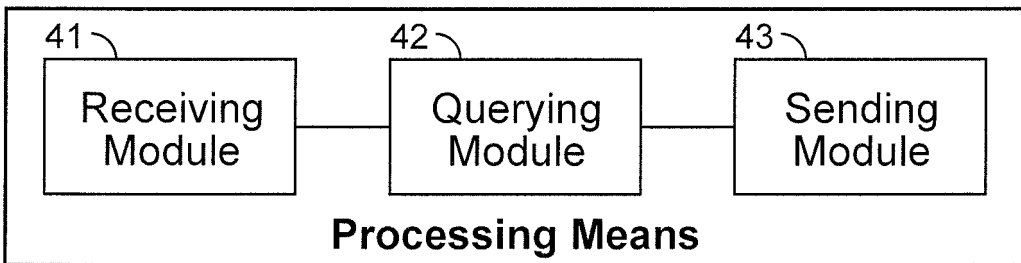 41 42 43
Receiving Module
Querying Module
Sending Module
Processing Means